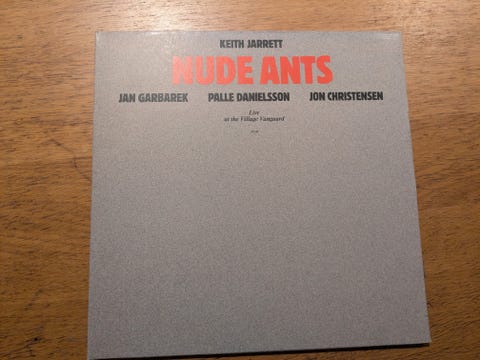 KEITH JARRETT
NUDE ANTS
JAN GARBAREK PALLE DANIELSSON JON CHRISTENSEN
Live
at the Village Vanguard